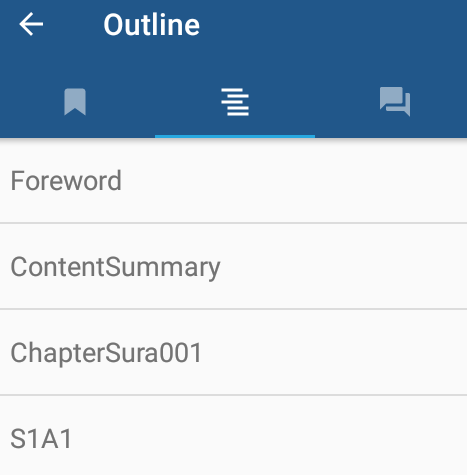 Outline
Foreword
ContentSummary
ChapterSura001
S1A1